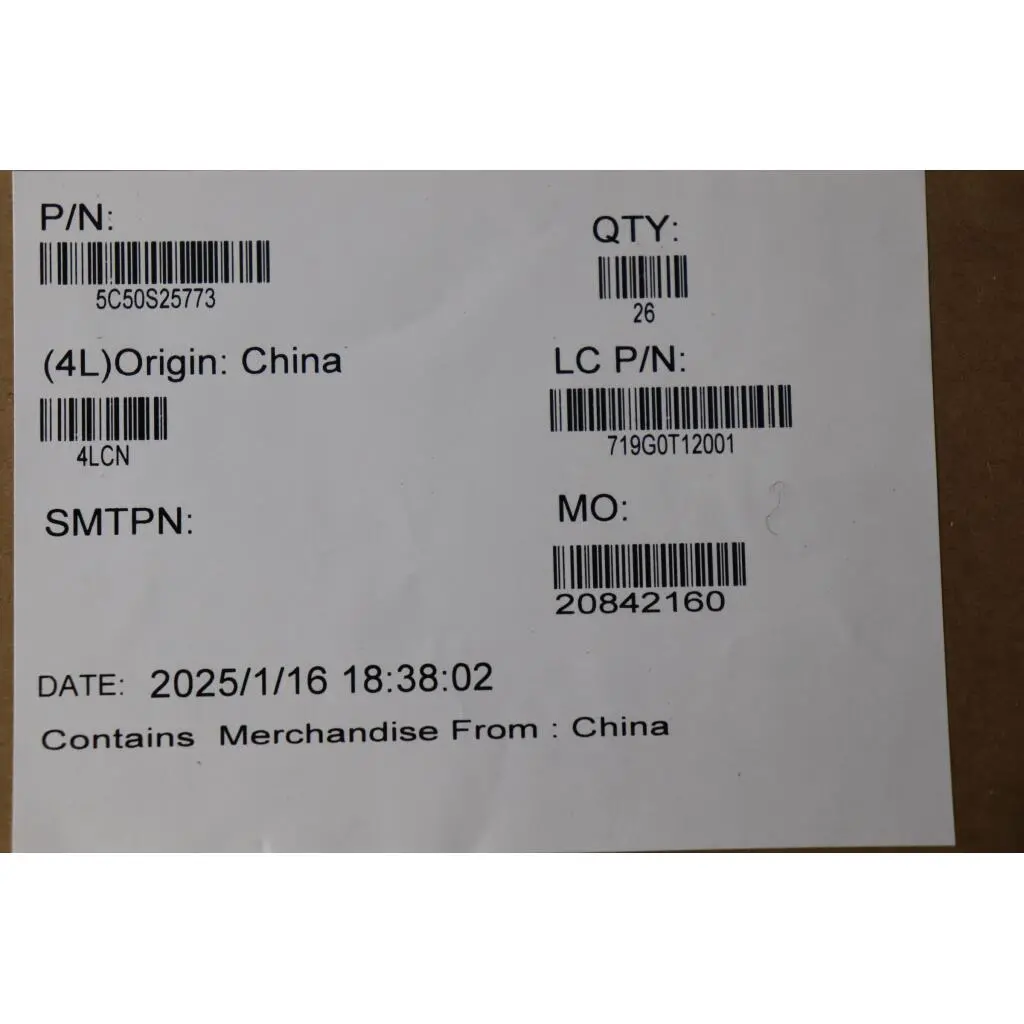 P/N:
5C50S25773
QTY:
26
(4L)Origin: China
4LCN
LC P/N:
719G0T12001
SMTPN:
MO:
20842160
DATE: 2025/1/16 18:38:02
Contains Merchandise From : China